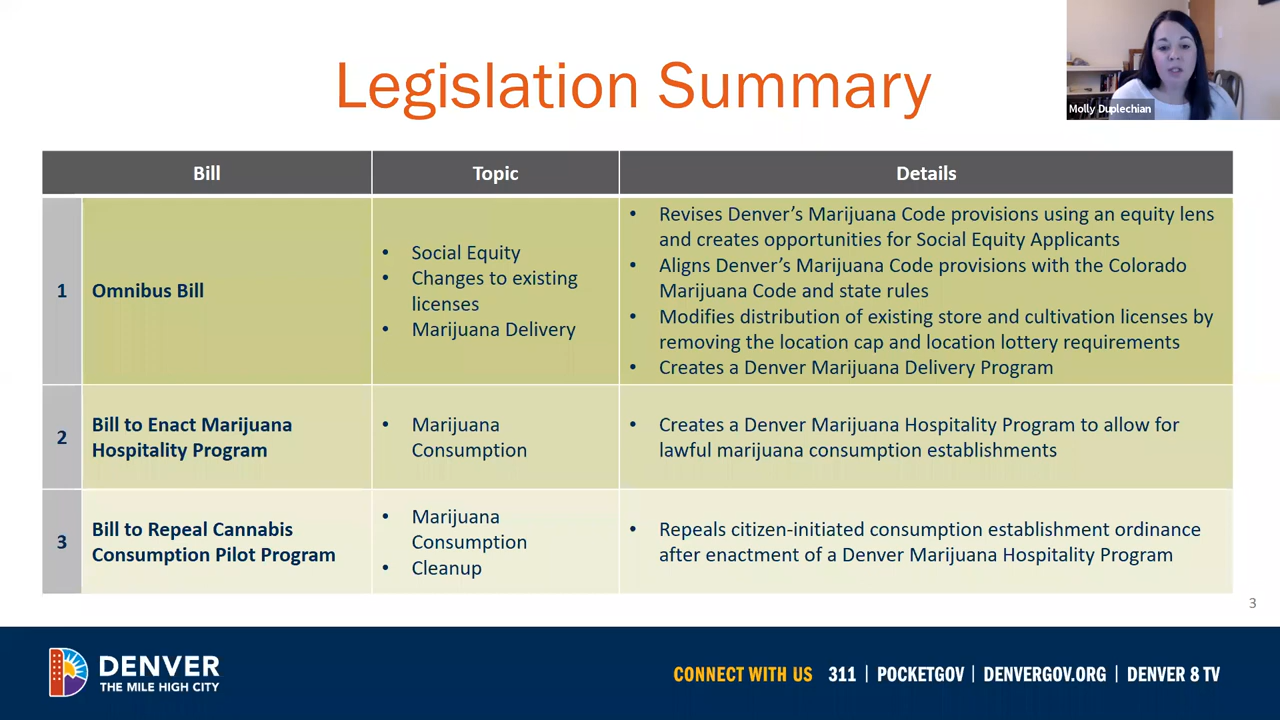 Legislation Summary
Molly Duplechian
Bill
Topic
Details
1
Omnibus Bill
• Social Equity
• Changes to existing
licenses
• Marijuana Delivery
• Revises Denver’s Marijuana Code provisions using an equity lens
and creates opportunities for Social Equity Applicants
• Aligns Denver’s Marijuana Code provisions with the Colorado
Marijuana Code and state rules
• Modifies distribution of existing store and cultivation licenses by
removing the location cap and location lottery requirements
• Creates a Denver Marijuana Delivery Program
2
Bill to Enact Marijuana
Hospitality Program
• Marijuana
Consumption
• Creates a Denver Marijuana Hospitality Program to allow for
lawful marijuana consumption establishments
3
Bill to Repeal Cannabis
Consumption Pilot Program
• Marijuana
Consumption
• Cleanup
• Repeals citizen-initiated consumption establishment ordinance
after enactment of a Denver Marijuana Hospitality Program
3
DENVER
THE MILE HIGH CITY
CONNECT WITH US 311 | POCKETGOV | DENVERGOV.ORG | DENVER 8 TV